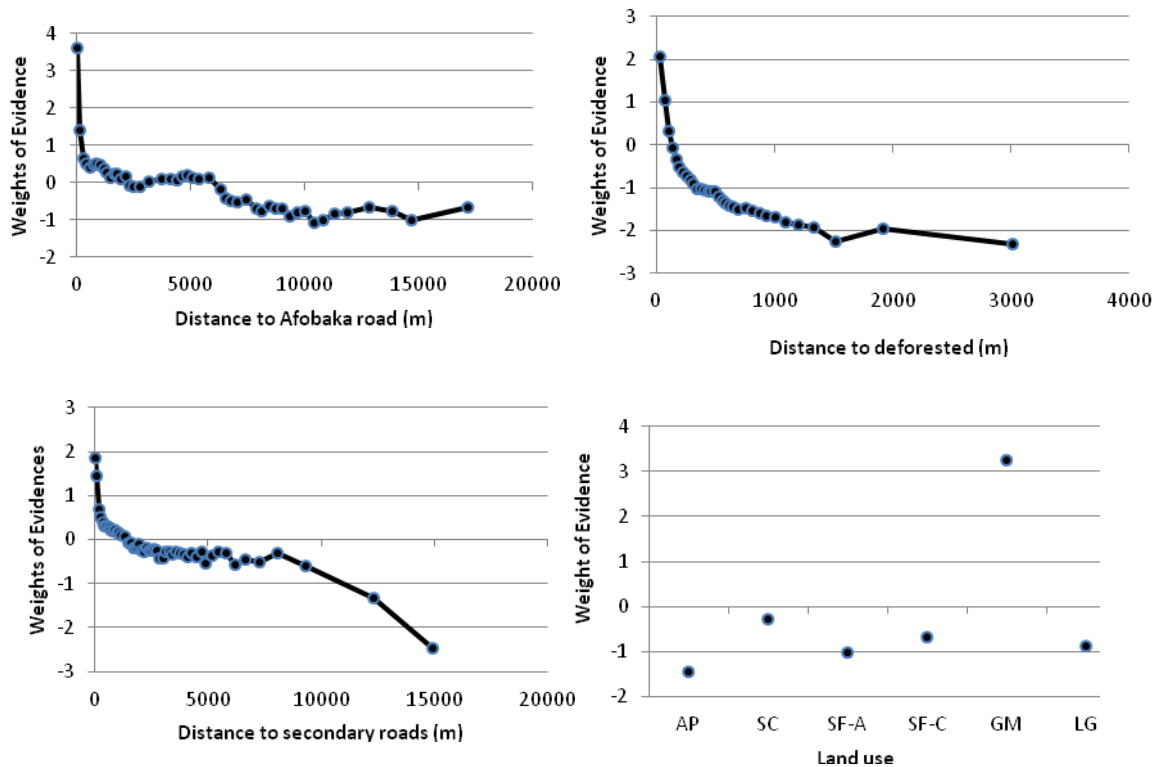 Weights of Evidence
4
3
2
1
0
-1
-2
0 5000 10000 15000 20000
Distance to Afobaka road (m)
Weights of Evidence
3
2
1
0
-1
-2
-3
0 1000 2000 3000 4000
Distance to deforested (m)
Weights of Evidences
3
2
1
0
-1
-2
-3
0 5000 10000 15000 20000
Distance to secondary roads (m)
Weight of Evidence
4
3
2
1
0
-1
-2
AP SC SF-A SF-C GM LG
Land use